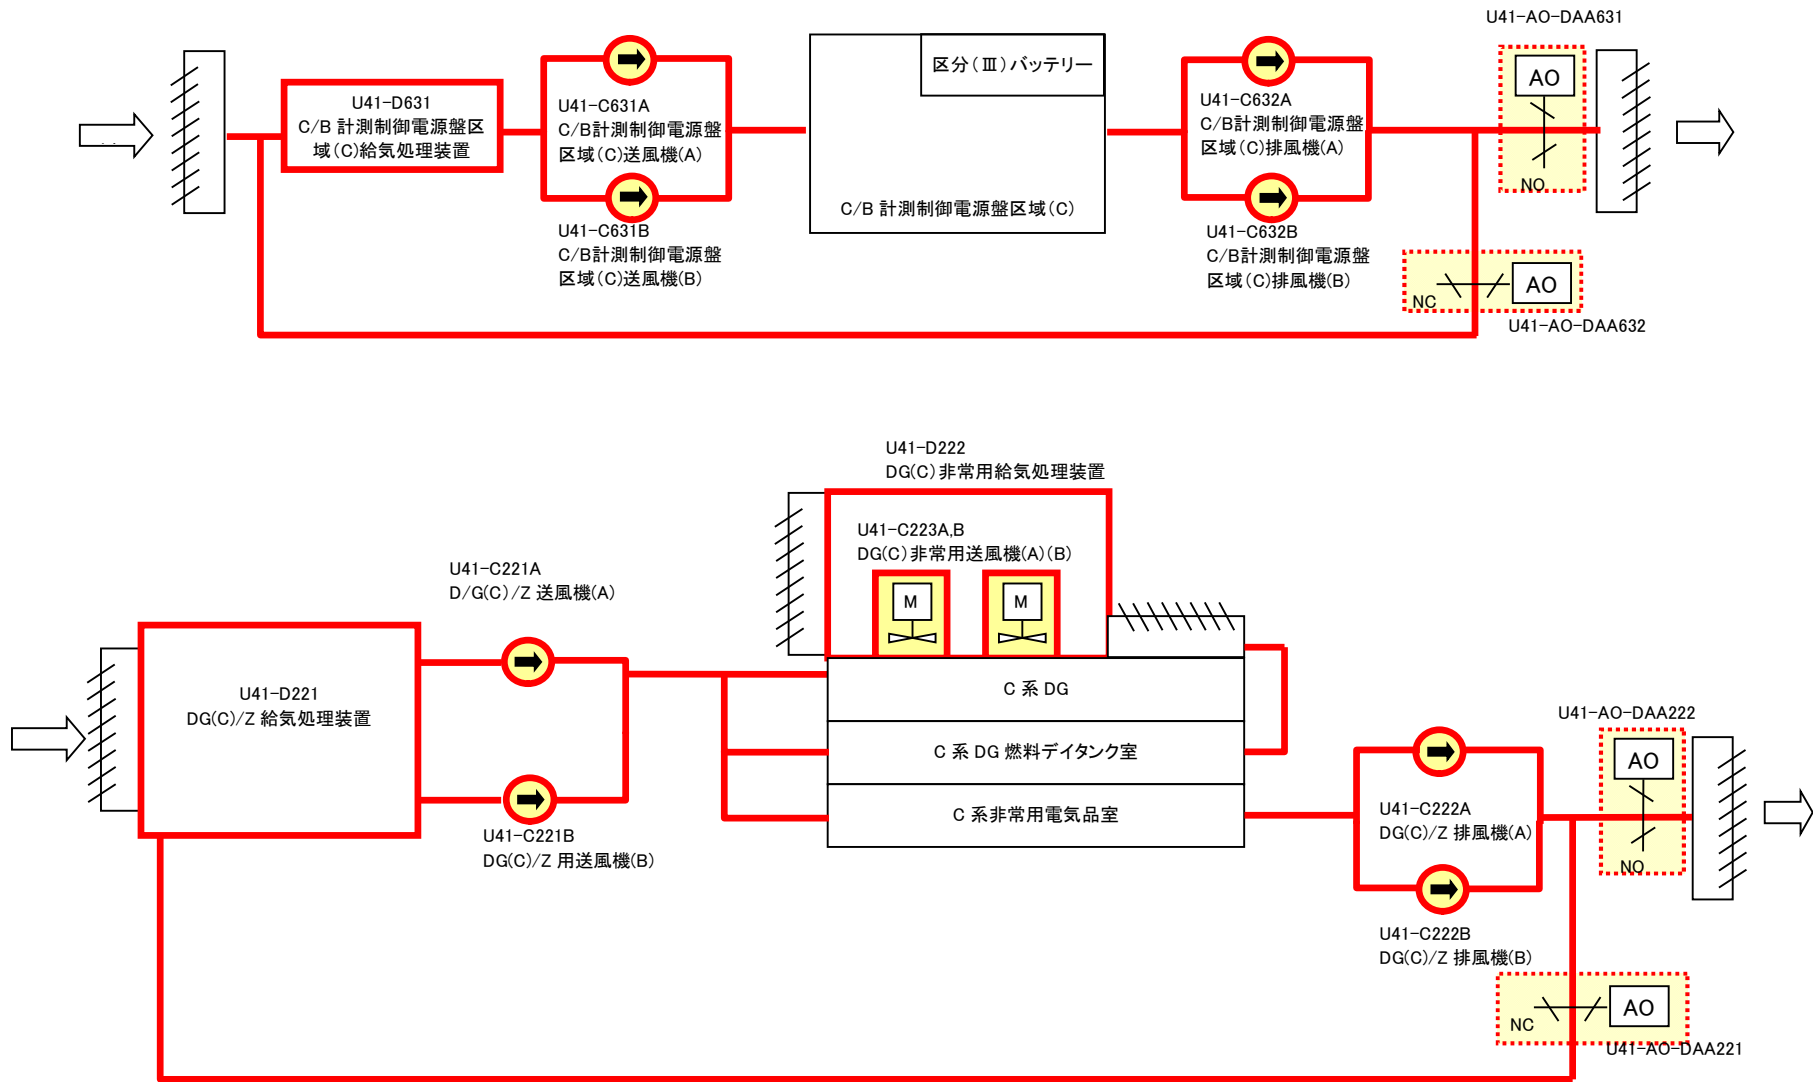 U41-AO-DAA631
AO
NO
区分(Ⅲ)バッテリー
U41-D631
C/B 計測制御電源盤区
域(C)給気処理装置
U41-C631A
C/B計測制御電源盤
区域(C)送風機(A)
U41-C632A
C/B計測制御電源盤
区域(C)排風機(A)
C/B 計測制御電源盤区域(C)
U41-C631B
C/B計測制御電源盤
区域(C)送風機(B)
U41-C632B
C/B計測制御電源盤
区域(C)排風機(B)
NC
AO
U41-AO-DAA632
U41-D222
DG(C)非常用給気処理装置
U41-C223A,B
DG(C)非常用送風機(A)(B)
M
M
U41-C221A
D/G(C)/Z 送風機(A)
U41-D221
DG(C)/Z 給気処理装置
C 系 DG
C 系 DG 燃料デイタンク室
C 系非常用電気品室
U41-C221B
DG(C)/Z 用送風機(B)
U41-AO-DAA222
AO
NO
U41-C222A
DG(C)/Z 排風機(A)
U41-C222B
DG(C)/Z 排風機(B)
NC
AO
U41-AO-DAA221